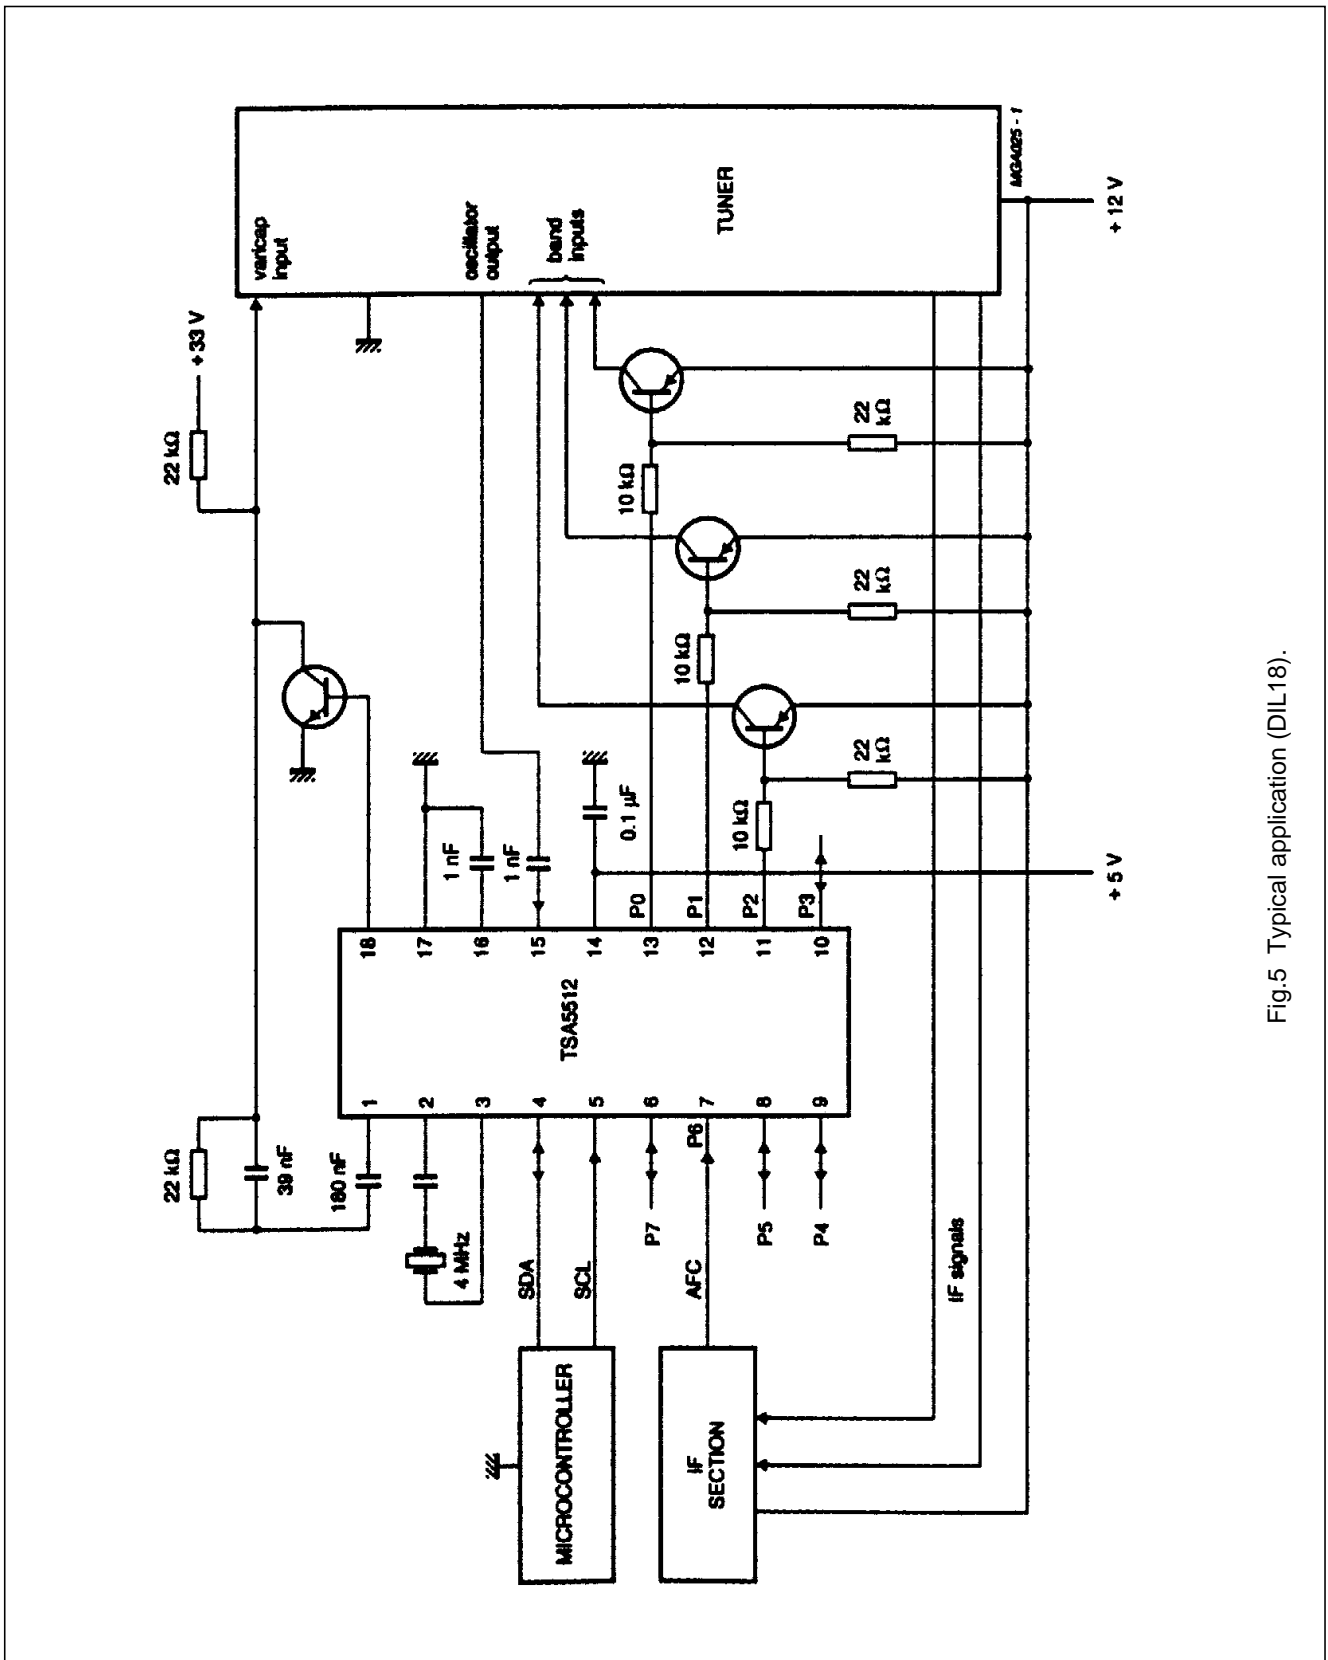 22 kΩ
39 nF
180 nF
4 MHz
22 kΩ
+ 33 V
varicap
input
oscillator
output
band
inputs
TUNER
MGA025 - 1
1
2
3
4
5
6
7
8
9
TSA5512
18
17
16
15
14
13
12
11
10
1 nF
1 nF
0.1 µF
P0
P1
P2
P3
10 kΩ
10 kΩ
10 kΩ
22
kΩ
22
kΩ
22
kΩ
SDA
SCL
P7
AFC
P6
P5
P4
MICROCONTROLLER
IF
SECTION
IF signals
+ 5 V
+ 12 V
Fig.5 Typical application (DIL18).